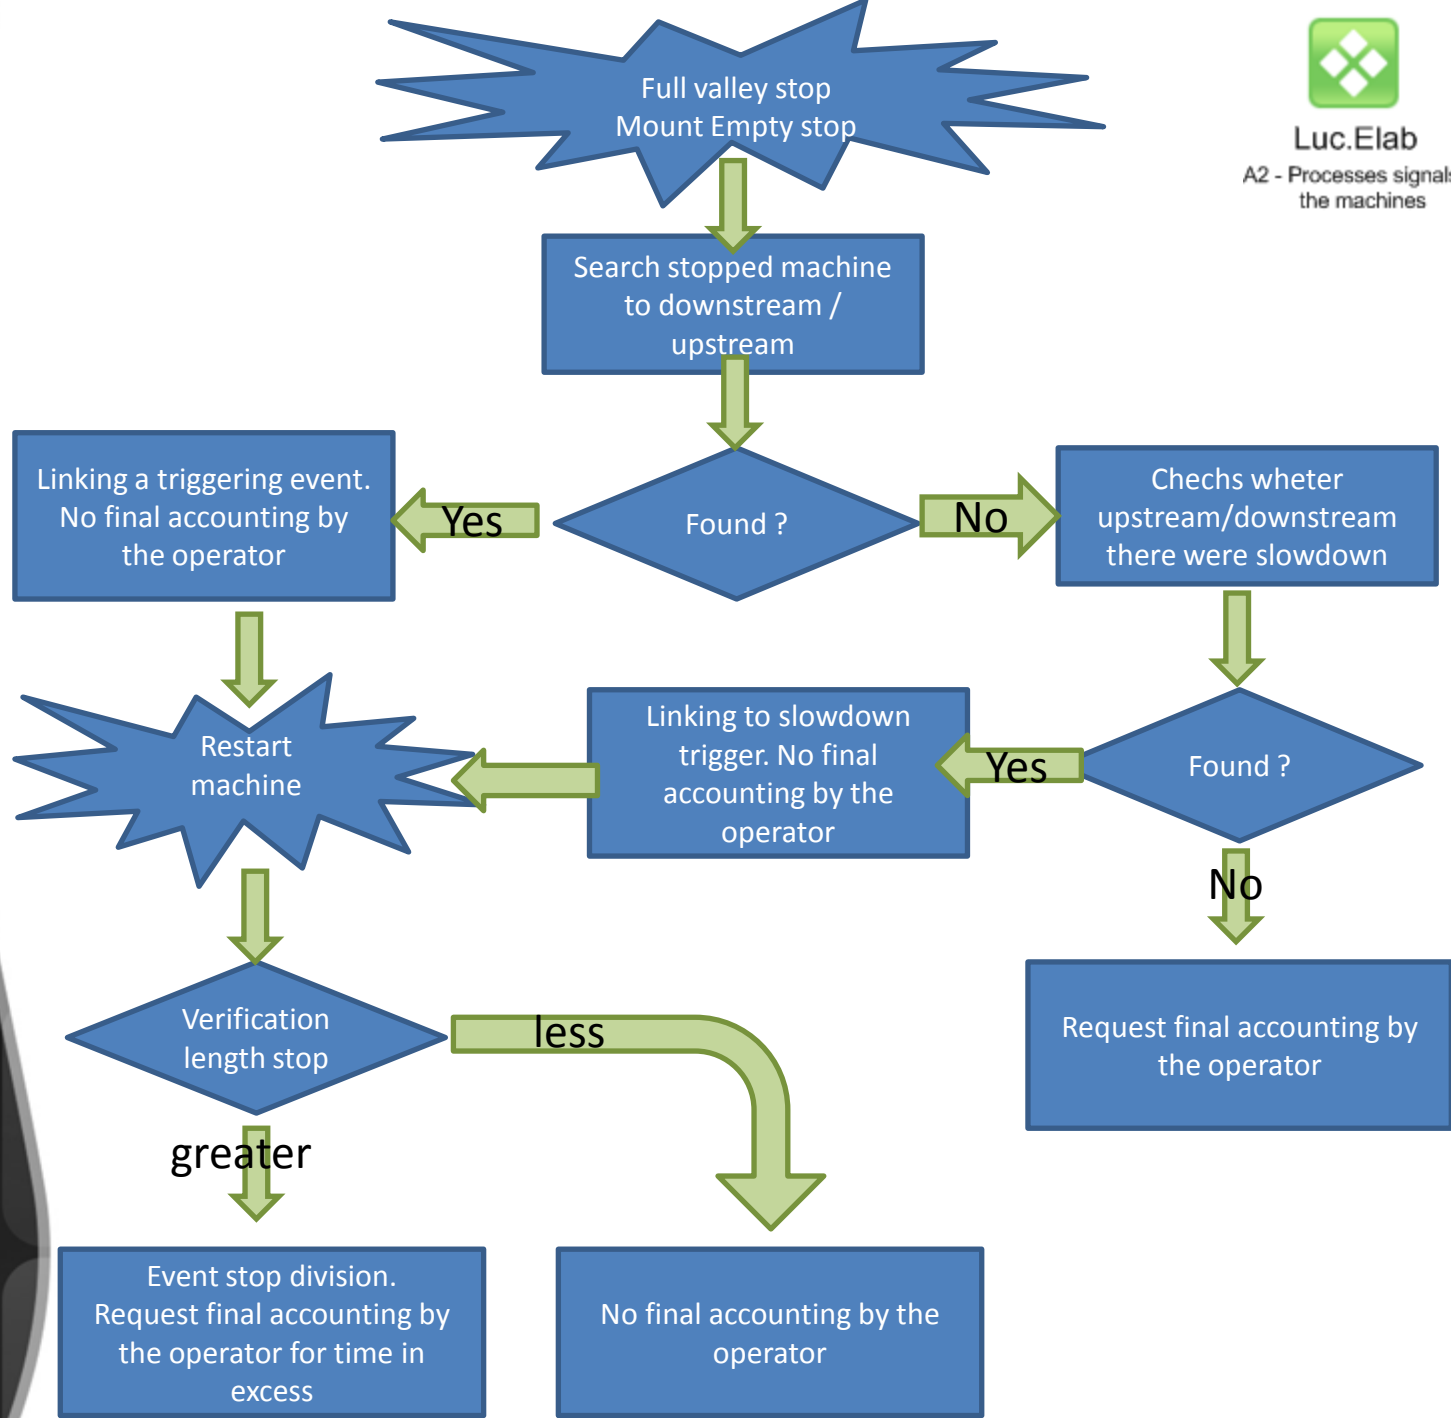 Full valley stop
Mount Empty stop
Luc.Elab
A2 - Processes signals
the machines
Search stopped machine
to downstream /
upstream
Linking a triggering event.
No final accounting by
the operator
Yes
Found ?
No
Chechs wheter
upstream/downstream
there were slowdown
Restart
machine
Linking to slowdown
trigger. No final
accounting by the
operator
Yes
Found ?
No
Verification
length stop
less
Request final accounting by
the operator
greater
Event stop division.
Request final accounting by
the operator for time in
excess
No final accounting by the
operator